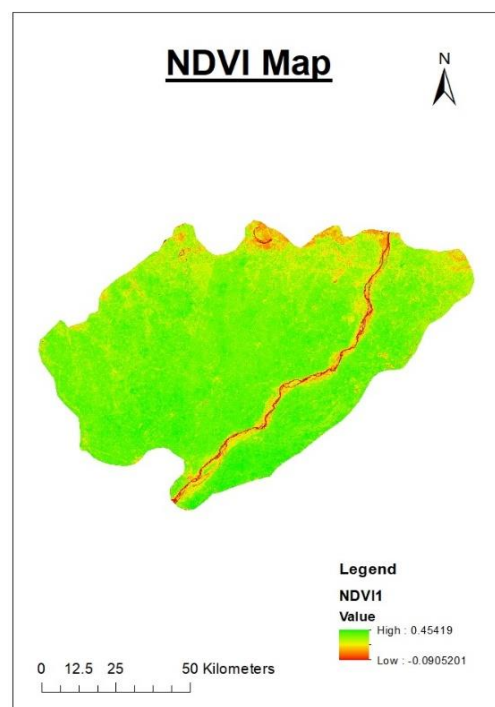 NDVI Map
N
Legend
NDVI1
Value
High : 0.45419
Low : -0.0905201
0 12.5 25 50 Kilometers